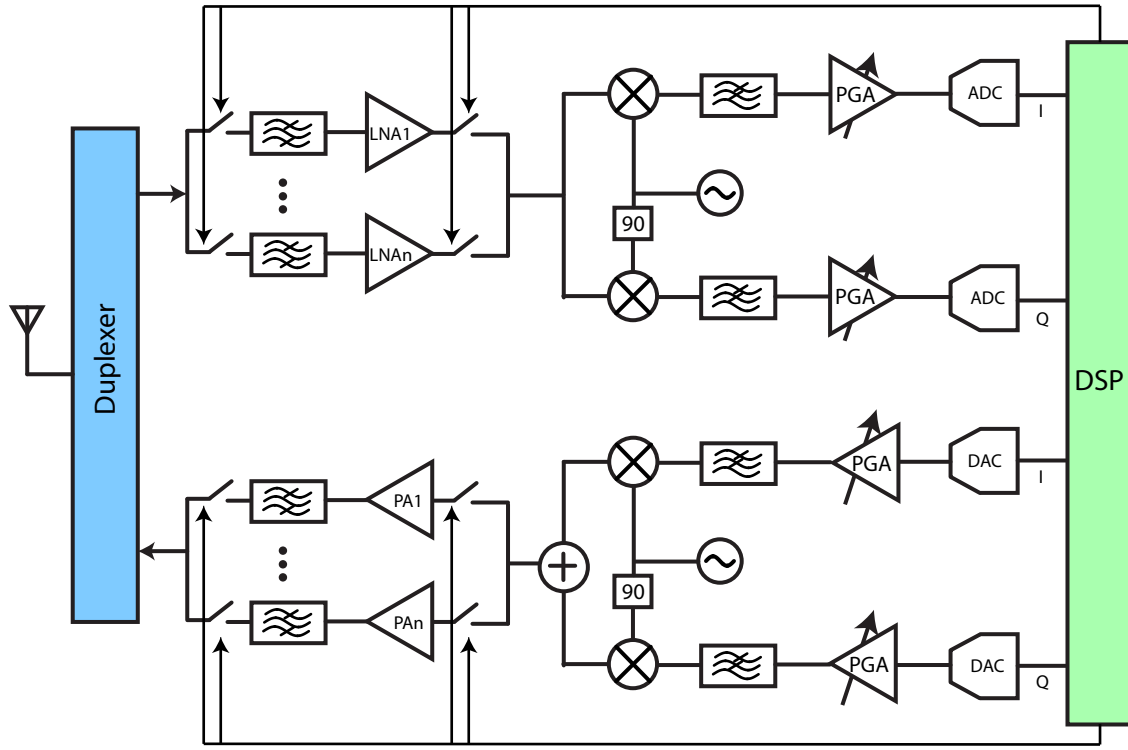 PGA
ADC
I
LNA1
LNAn
90
PGA
ADC
Q
Duplexer
DSP
PGA
DAC
I
PA1
PAn
90
PGA
DAC
Q